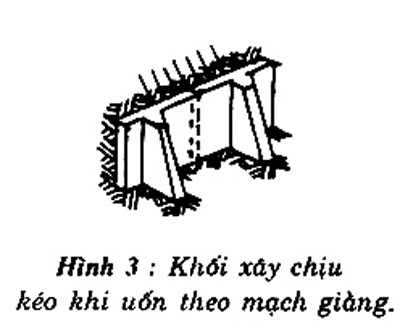 Hình 3 : Khối xây chịu
kéo khi uốn theo mạch giằng.